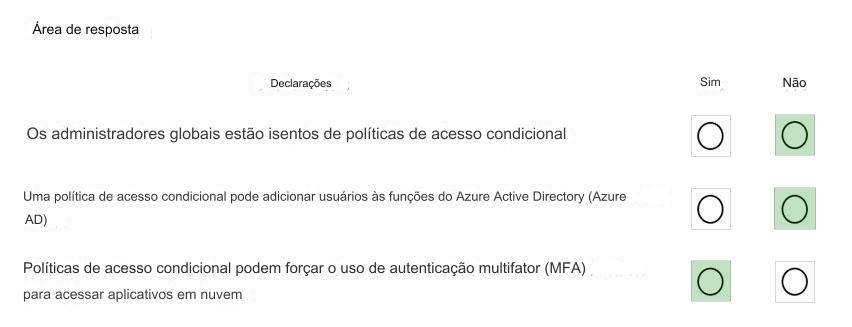 Área de resposta
Declarações
Sim
Não
Os administradores globais estão isentos de políticas de acesso condicional
Uma política de acesso condicional pode adicionar usuários às funções do Azure Active Directory (Azure
AD)
Políticas de acesso condicional podem forçar o uso de autenticação multifator (MFA)
para acessar aplicativos em nuvem